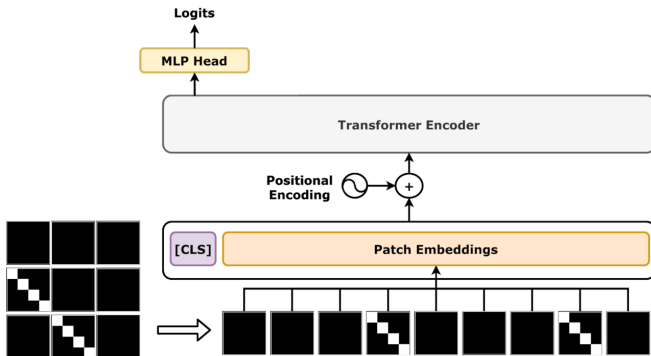 Logits
MLP Head
Transformer Encoder
Positional
Encoding
+
[CLS]
Patch Embeddings